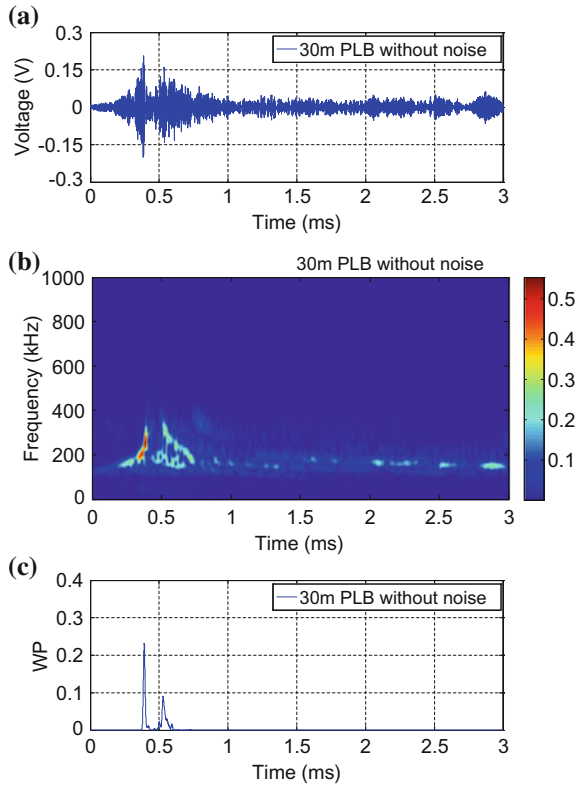 (a)
0.3
0.15
0
-0.15
-0.3
Voltage (V)
30m PLB without noise
0 0.5 1 1.5 2 2.5 3
Time (ms)
(b)
30m PLB without noise
1000
800
600
400
200
0
Frequency (kHz)
0.5
0.4
0.3
0.2
0.1
0 0.5 1 1.5 2 2.5 3
Time (ms)
(c)
0.4
0.3
0.2
0.1
0
WP
30m PLB without noise
0 0.5 1 1.5 2 2.5 3
Time (ms)